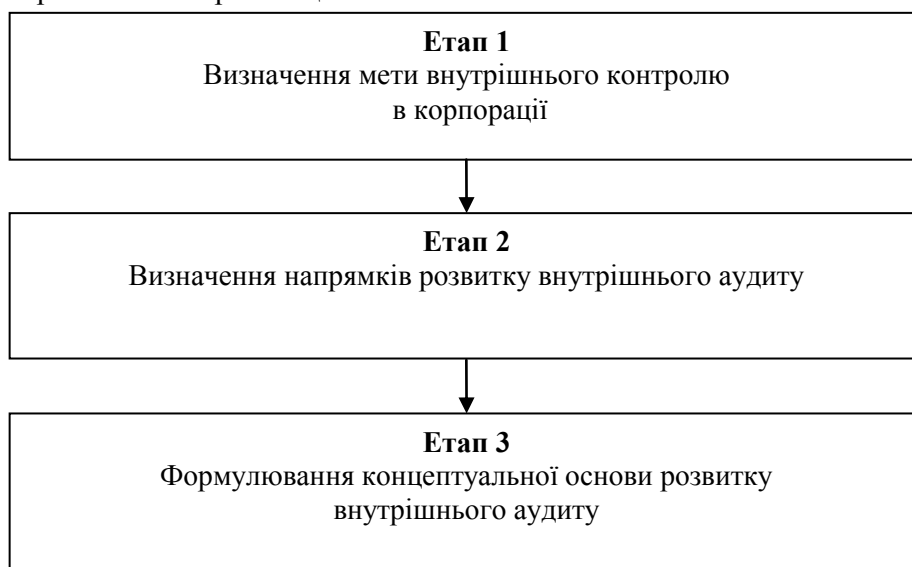 Етап 1
Визначення мети внутрішнього контролю
в корпорації
Етап 2
Визначення напрямків розвитку внутрішнього аудиту
Етап 3
Формулювання концептуальної основи розвитку
внутрішнього аудиту